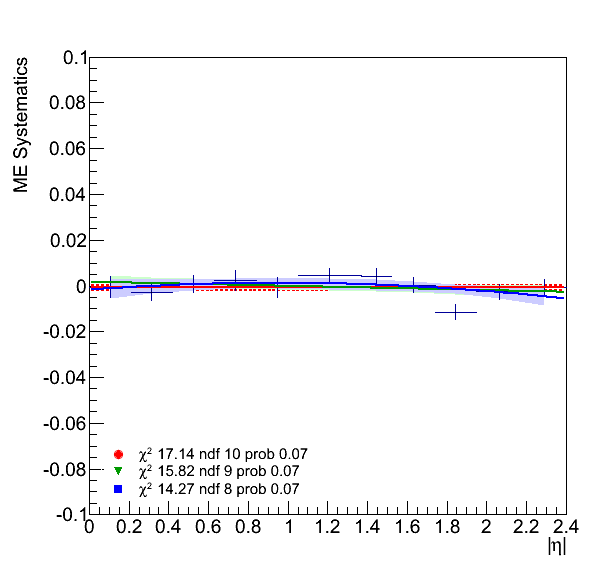 ME Systematics
0.1
0.08
0.06
0.04
0.02
0
-0.02
-0.04
-0.06
-0.08
-0.1
χ² 17.14 ndf 10 prob 0.07
χ² 15.82 ndf 9 prob 0.07
χ² 14.27 ndf 8 prob 0.07
0 0.2 0.4 0.6 0.8 1 1.2 1.4 1.6 1.8 2 2.2 2.4
|η|